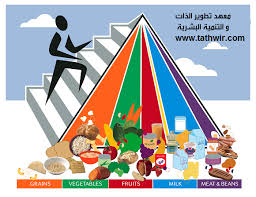 معهد تطوير الذات
و التنمية البشرية
www.tathwir.com
GRAINS
VEGETABLES
FRUITS
MILK
MEAT & BEANS